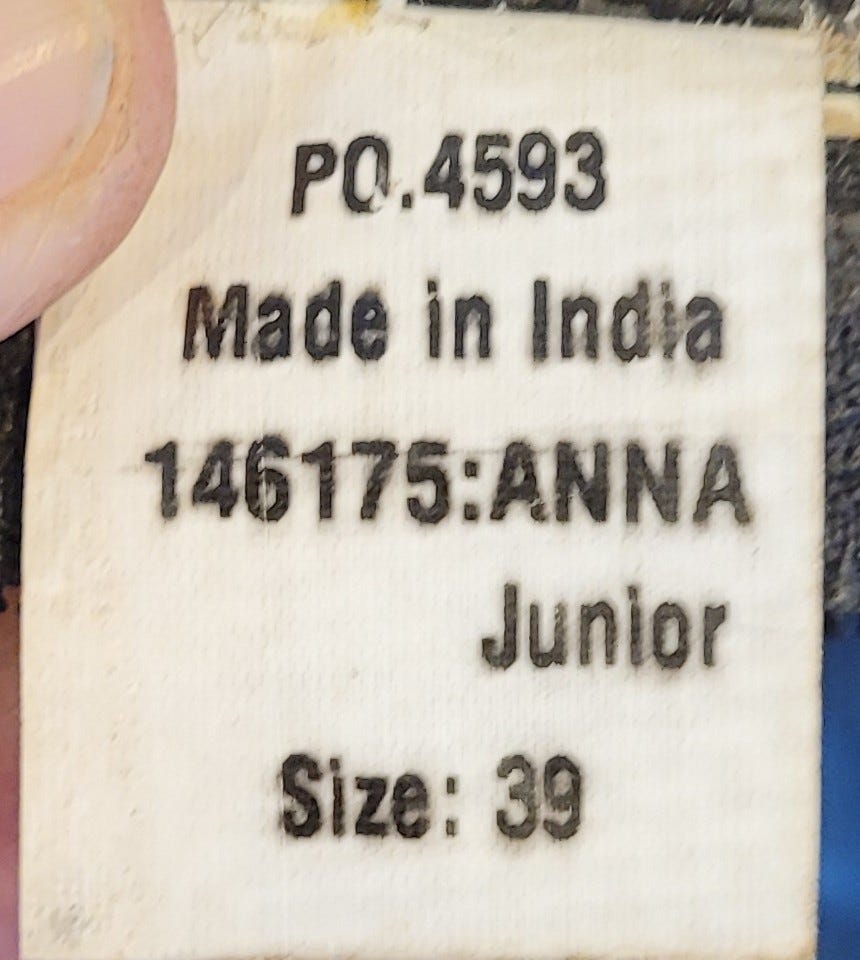 PO.4593
Made in India
146175:ANNA
Junior
Size: 39